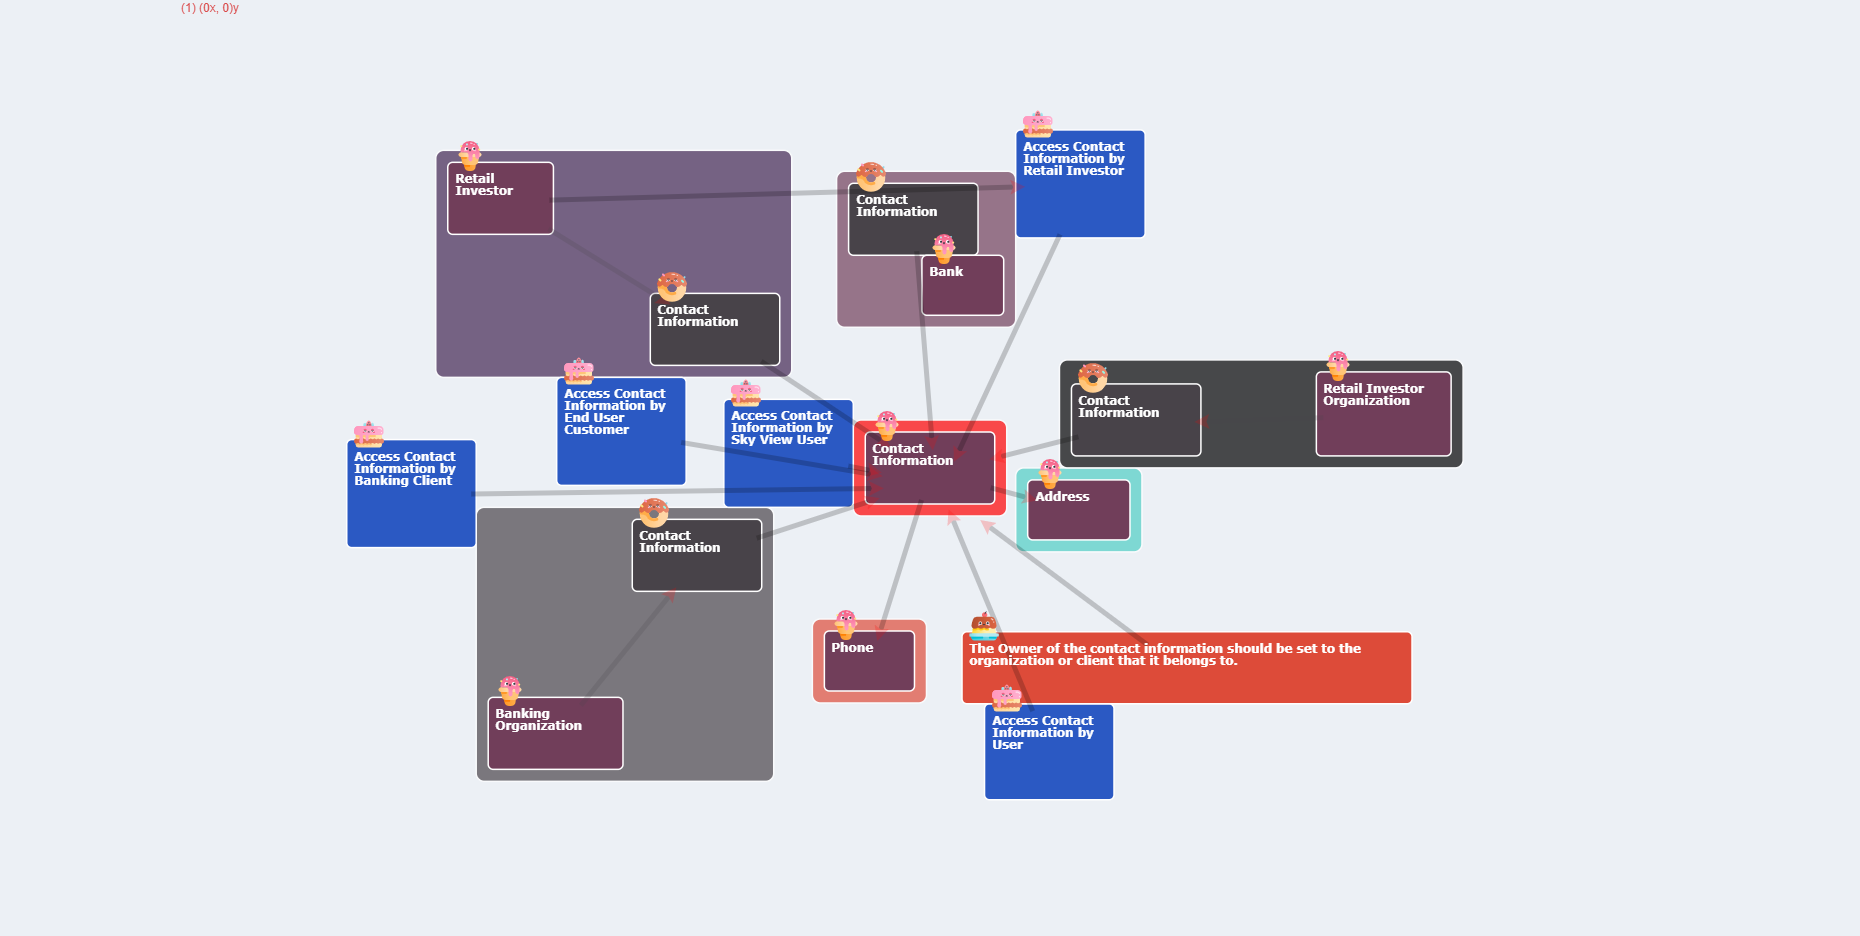 (1) (0x, 0)y
Retail
Investor
Contact
Information
Contact
Information
Bank
Access Contact
Information by
Retail Investor
Contact
Information
Retail Investor
Organization
Access Contact
Information by
End User
Customer
Access Contact
Information by
Sky View User
Access Contact
Information by
Banking Client
Contact
Information
Address
Contact
Information
Banking
Organization
Phone
The Owner of the contact information should be set to the
organization or client that it belongs to.
Access Contact
Information by
User